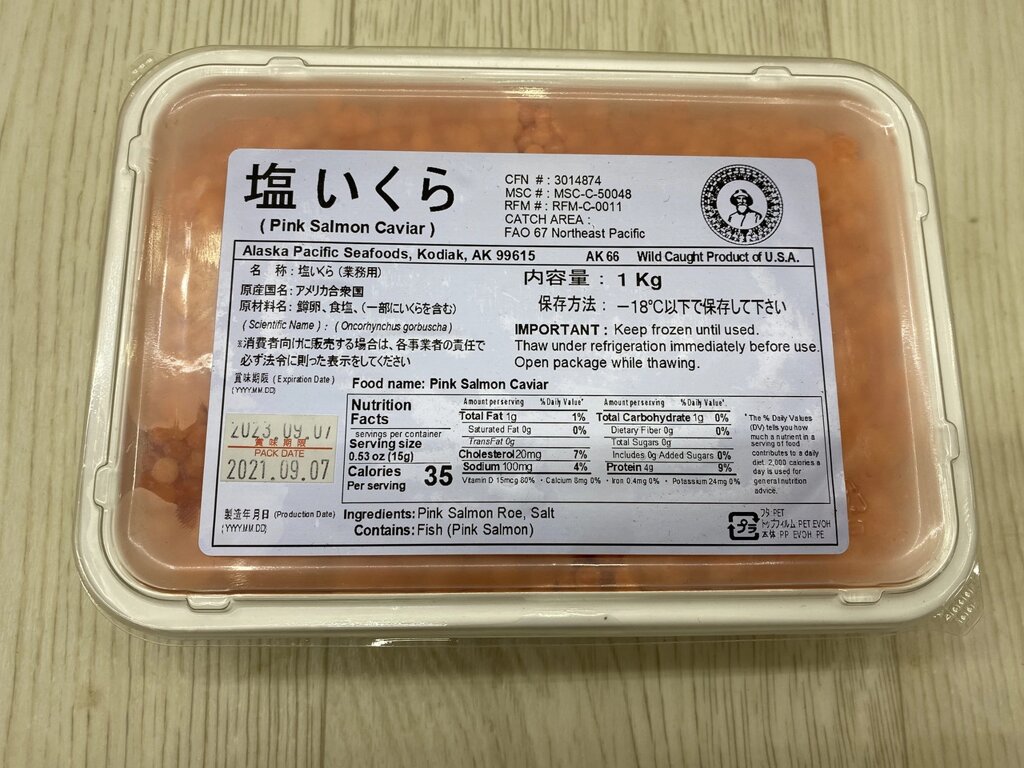 塩いくら
( Pink Salmon Caviar )
CFN # : 3014874
MSC # : MSC-C-50048
RFM # : RFM-C-0011
CATCH AREA :
FAO 67 Northeast Pacific
Alaska Pacific Seafoods, Kodiak, AK 99615 AK 66 Wild Caught Product of U.S.A.
名 称: 塩いくら (業務用)
原産国名: アメリカ合衆国
原材料名: 鱒卵、食塩、(一部にいくらを含む)
(Scientific Name) : (Oncorhynchus gorbuscha)
※消費者向けに販売する場合は、各事業者の責任で
必ず法令に則った表示をしてください
内容量 : 1 Kg
保存方法 : －18℃以下で保存して下さい
IMPORTANT : Keep frozen until used.
Thaw under refrigeration immediately before use.
Open package while thawing.
賞味期限 (Expiration Date)
(YYYY.MM.DD)
2023.09.07
賞味期限
PACK DATE
2021.09.07
製造年月日 (Production Date)
(YYYY.MM.DD)
Food name: Pink Salmon Caviar
Nutrition
Facts
servings per container
Serving size
0.53 oz (15g)
Calories 35
Per serving
Amount per serving % Daily Value*
Total Fat 1g 1%
Saturated Fat 0g 0%
TransFat 0g
Cholesterol 20mg 7%
Sodium 100mg 4%
Amount per serving % Daily Value*
Total Carbohydrate 1g 0%
Dietary Fiber 0g 0%
Total Sugars 0g
Includes 0g Added Sugars 0%
Protein 4g 9%
Vitamin D 15mcg 80% • Calcium 8mg 0% • Iron 0.4mg 0% • Potassium 24mg 0%
*The % Daily Values
(DV) tells you how
much a nutrient in a
serving of food
contributes to a daily
diet. 2,000 calories a
day is used for
general nutrition
advice.
Ingredients: Pink Salmon Roe, Salt
Contains: Fish (Pink Salmon)
プラ
フタ: PET
トップフィルム: PET, EVOH
本体: PP, EVOH, PE